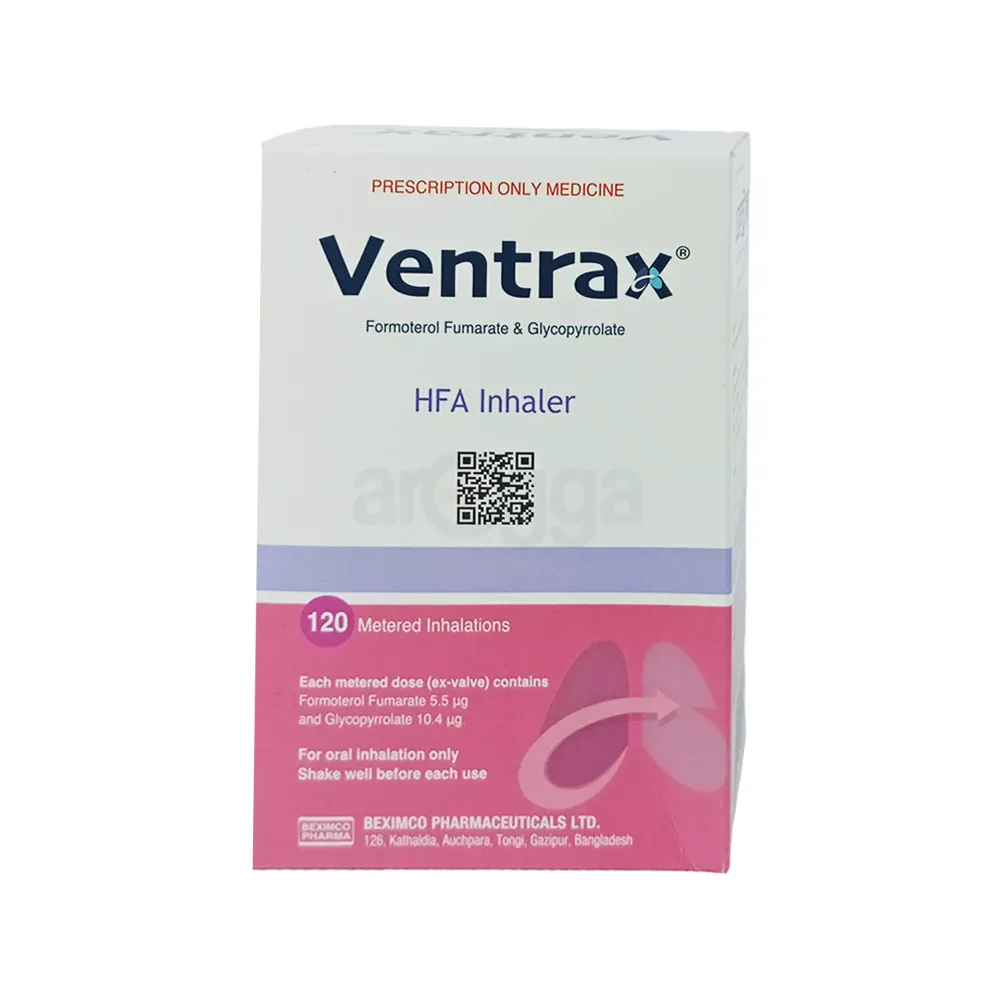 Ventrax
PRESCRIPTION ONLY MEDICINE
Ventrax®
Formoterol Fumarate & Glycopyrrolate
HFA Inhaler
arogga
120 Metered Inhalations
Each metered dose (ex-valve) contains
Formoterol Fumarate 5.5 µg
and Glycopyrrolate 10.4 µg.
For oral inhalation only
Shake well before each use
BEXIMCO PHARMA
BEXIMCO PHARMACEUTICALS LTD.
126, Kathaldia, Auchpara, Tongi, Gazipur, Bangladesh